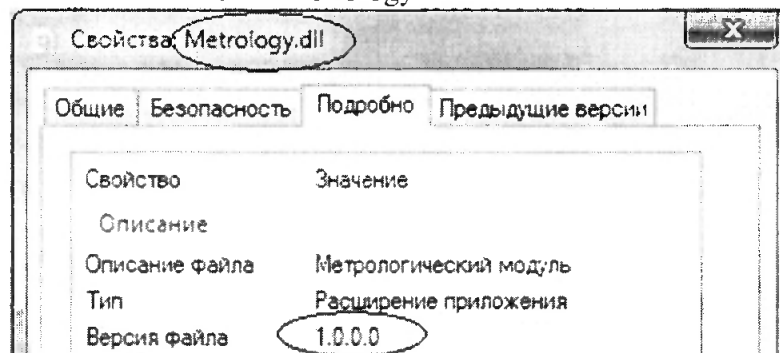 Свойства: Metrology.dll
Общие Безопасность Подробно Предыдущие версии
Свойство Значение
Описание
Описание файла Метрологический модуль
Тип Расширение приложения
Версия файла 1.0.0.0